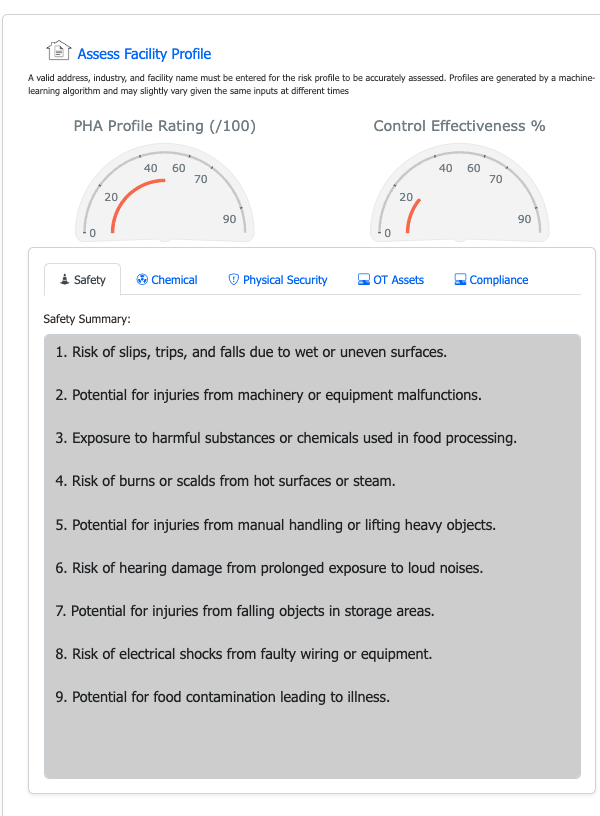 Assess Facility Profile
A valid address, industry, and facility name must be entered for the risk profile to be accurately assessed. Profiles are generated by a machine-
learning algorithm and may slightly vary given the same inputs at different times
PHA Profile Rating (/100)
0
20
40
60
70
90
Control Effectiveness %
0
20
40
60
70
90
Safety
Chemical
Physical Security
OT Assets
Compliance
Safety Summary:
1. Risk of slips, trips, and falls due to wet or uneven surfaces.
2. Potential for injuries from machinery or equipment malfunctions.
3. Exposure to harmful substances or chemicals used in food processing.
4. Risk of burns or scalds from hot surfaces or steam.
5. Potential for injuries from manual handling or lifting heavy objects.
6. Risk of hearing damage from prolonged exposure to loud noises.
7. Potential for injuries from falling objects in storage areas.
8. Risk of electrical shocks from faulty wiring or equipment.
9. Potential for food contamination leading to illness.